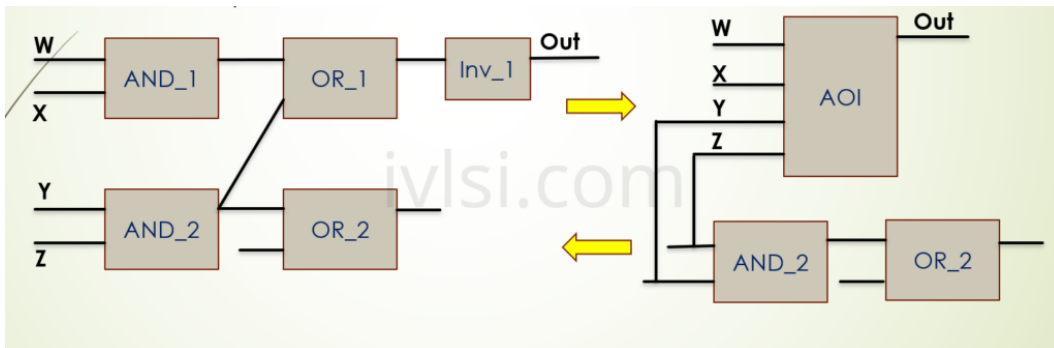 W
X
AND_1
OR_1
Inv_1
Out
Y
Z
AND_2
OR_2
W
X
Y
Z
AOI
Out
AND_2
OR_2
ivlsi.com